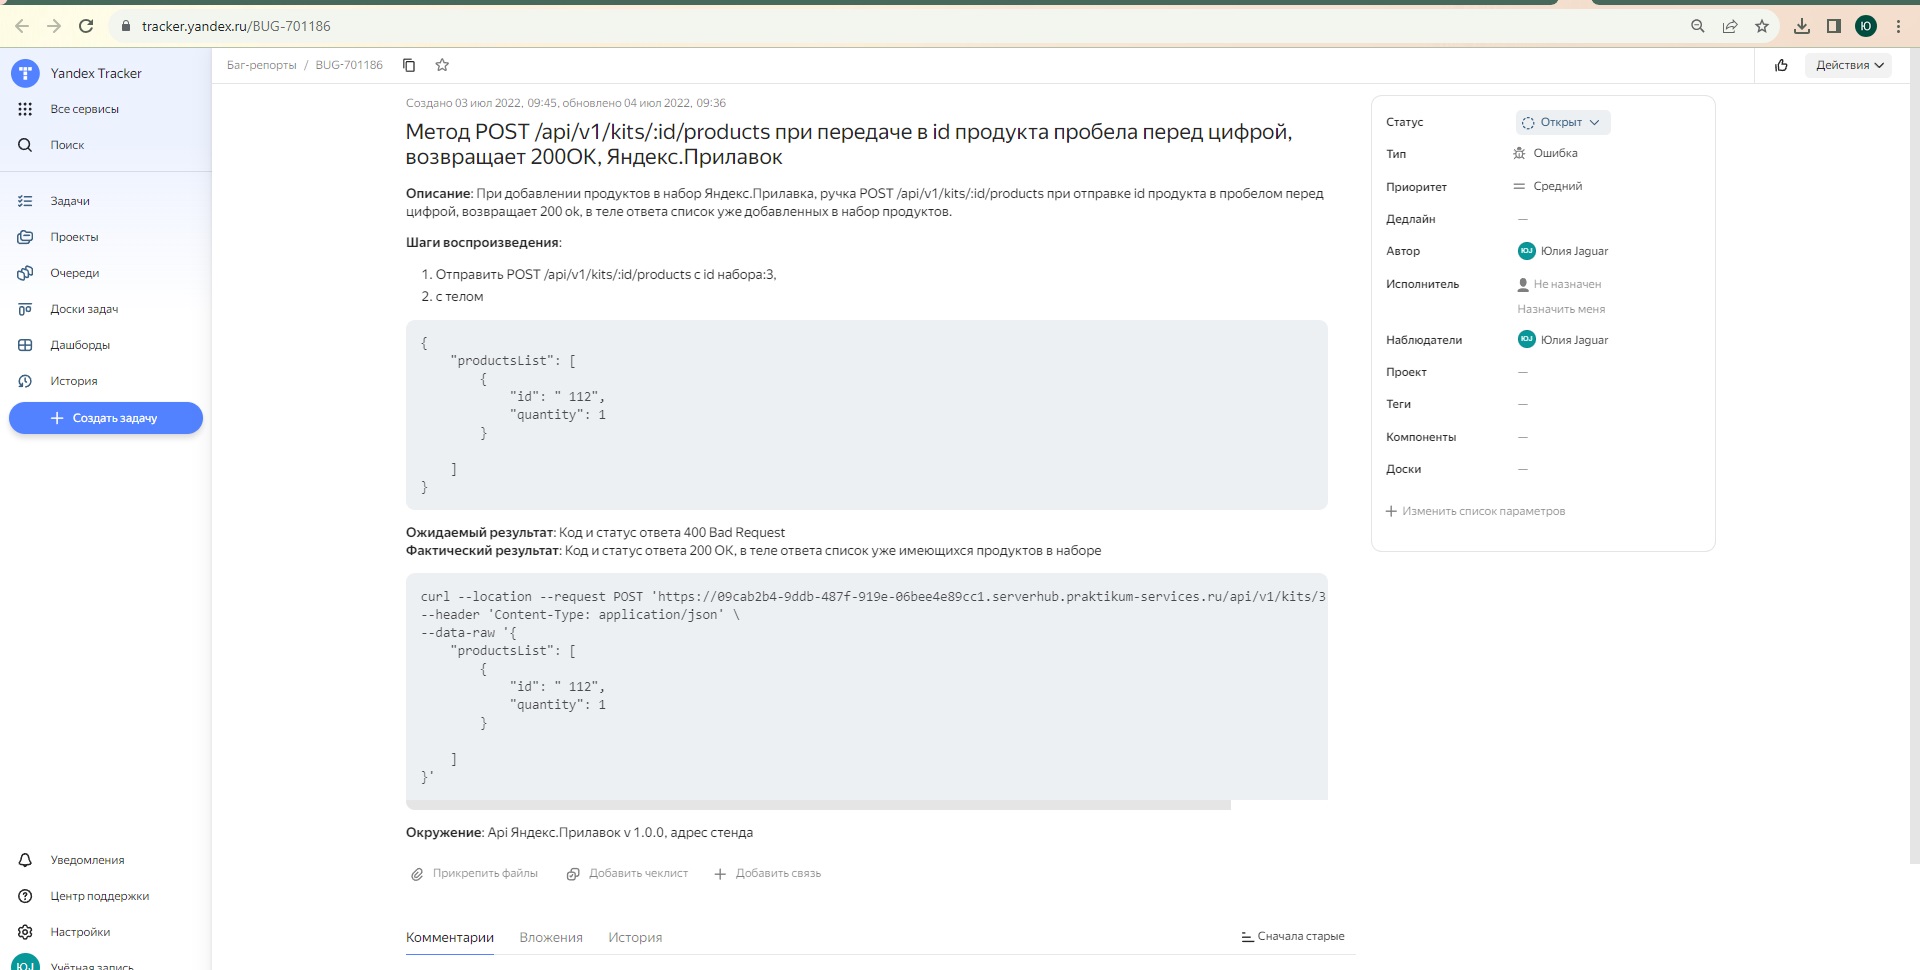 tracker.yandex.ru/BUG-701186
Ю
Yandex Tracker
Все сервисы
Поиск
Задачи
Проекты
Очереди
Доски задач
Дашборды
История
Создать задачу
Уведомления
Центр поддержки
Настройки
ЮJ Учётная запись
Баг-репорты / BUG-701186
Действия
Создано 03 июл 2022, 09:45, обновлено 04 июл 2022, 09:36
Метод POST /api/v1/kits/:id/products при передаче в id продукта пробела перед цифрой,
возвращает 200OK, Яндекс.Прилавок
Описание: При добавлении продуктов в набор Яндекс.Прилавка, ручка POST /api/v1/kits/:id/products при отправке id продукта в пробелом перед
цифрой, возвращает 200 ok, в теле ответа список уже добавленных в набор продуктов.
Шаги воспроизведения:
1. Отправить POST /api/v1/kits/:id/products с id набора:3,
2. с телом
{
"productsList": [
{
"id": " 112",
"quantity": 1
}
]
}
Ожидаемый результат: Код и статус ответа 400 Bad Request
Фактический результат: Код и статус ответа 200 ОК, в теле ответа список уже имеющихся продуктов в наборе
curl --location --request POST 'https://09cab2b4-9ddb-487f-919e-06bee4e89cc1.serverhub.praktikum-services.ru/api/v1/kits/3
--header 'Content-Type: application/json' \
--data-raw '{
"productsList": [
{
"id": " 112",
"quantity": 1
}
]
}'
Окружение: Api Яндекс.Прилавок v 1.0.0, адрес стенда
Прикрепить файлы
Добавить чеклист
Добавить связь
Комментарии
Вложения
История
Сначала старые
Статус
Открыт
Тип
Ошибка
Приоритет
Средний
Дедлайн
—
Автор
ЮJ Юлия Jaguar
Исполнитель
Не назначен
Назначить меня
Наблюдатели
ЮJ Юлия Jaguar
Проект
—
Теги
—
Компоненты
—
Доски
—
Изменить список параметров